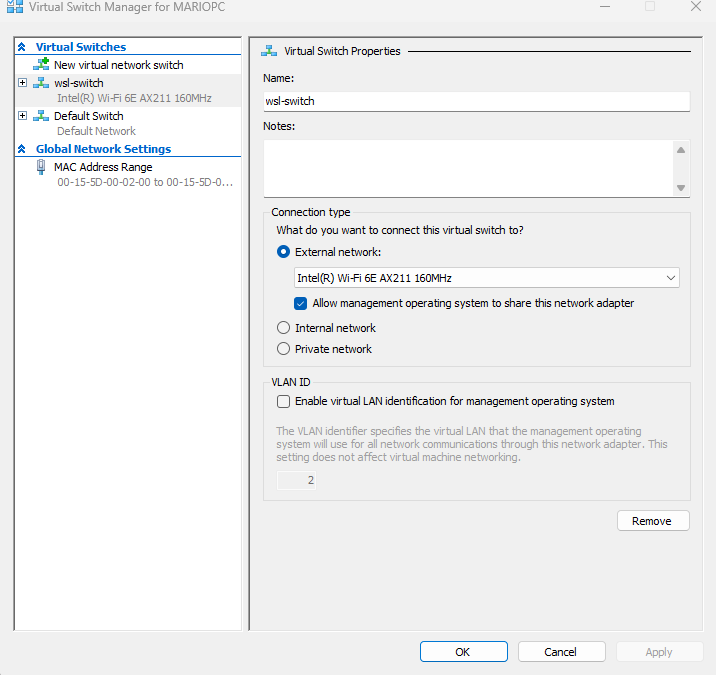 Virtual Switch Manager for MARIOPC
Virtual Switches
New virtual network switch
wsl-switch
Intel(R) Wi-Fi 6E AX211 160MHz
Default Switch
Default Network
Global Network Settings
MAC Address Range
00-15-5D-00-02-00 to 00-15-5D-0...
Virtual Switch Properties
Name:
wsl-switch
Notes:
Connection type
What do you want to connect this virtual switch to?
External network:
Intel(R) Wi-Fi 6E AX211 160MHz
Allow management operating system to share this network adapter
Internal network
Private network
VLAN ID
Enable virtual LAN identification for management operating system
The VLAN identifier specifies the virtual LAN that the management operating
system will use for all network communications through this network adapter. This
setting does not affect virtual machine networking.
2
Remove
OK
Cancel
Apply